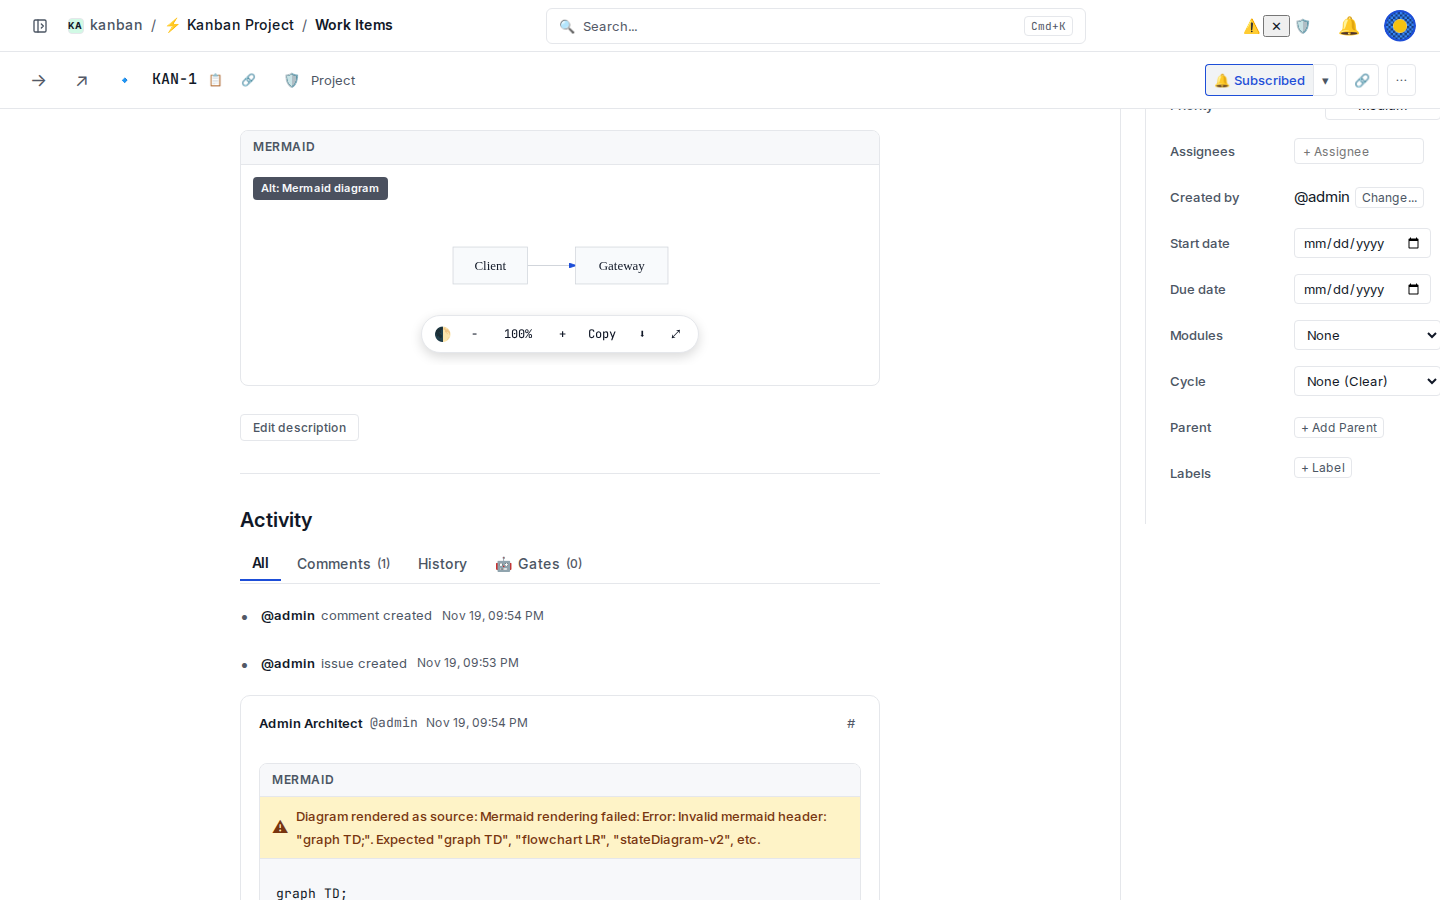 KA kanban / ⚡ Kanban Project / Work Items
Search...
Cmd+K
KAN-1
Project
Subscribed
Assignees
+ Assignee
Created by
@admin
Change...
Start date
mm/dd/yyyy
Due date
mm/dd/yyyy
Modules
None
Cycle
None (Clear)
Parent
+ Add Parent
Labels
+ Label
MERMAID
Alt: Mermaid diagram
Client
Gateway
- 100% + Copy
Edit description
Activity
All
Comments (1)
History
Gates (0)
@admin comment created Nov 19, 09:54 PM
@admin issue created Nov 19, 09:53 PM
Admin Architect @admin Nov 19, 09:54 PM
#
MERMAID
Diagram rendered as source: Mermaid rendering failed: Error: Invalid mermaid header:
"graph TD;". Expected "graph TD", "flowchart LR", "stateDiagram-v2", etc.
graph TD;